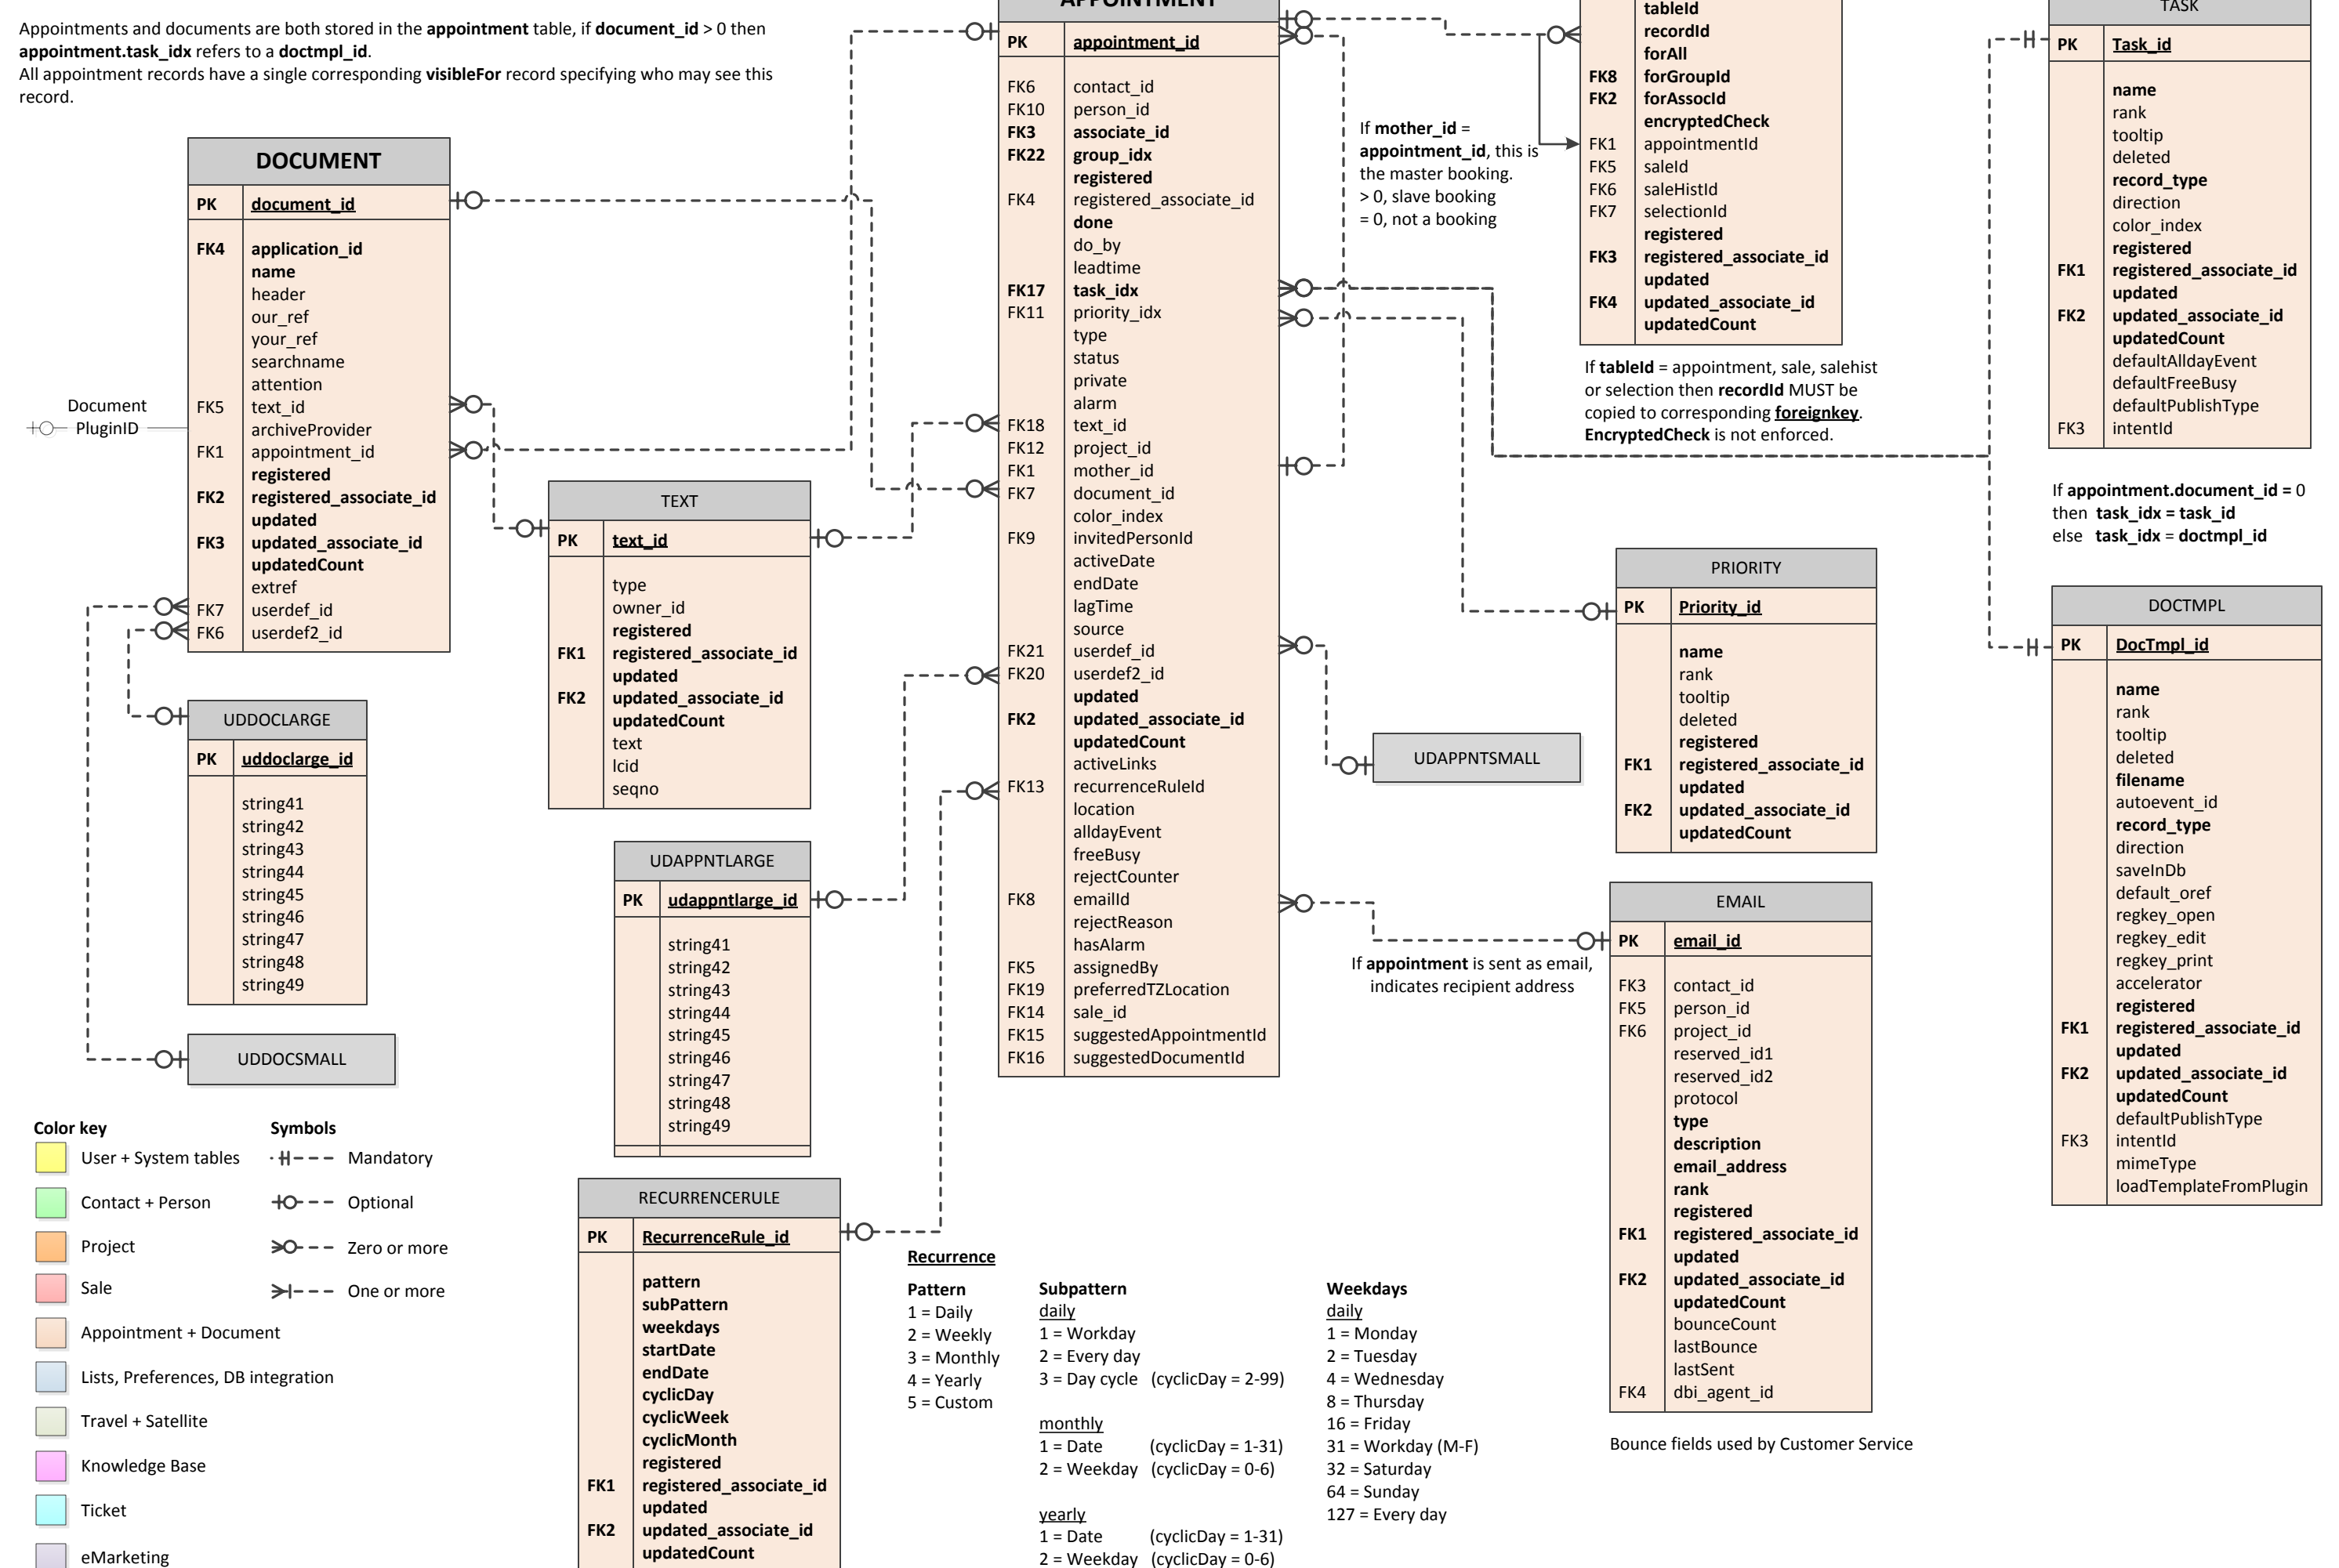 Appointments and documents are both stored in the appointment table, if document_id > 0 then
appointment.task_idx refers to a doctmpl_id.
All appointment records have a single corresponding visibleFor record specifying who may see this
record.
DOCUMENT
PK document_id
FK4 application_id
name
header
our_ref
your_ref
searchname
attention
FK5 text_id
archiveProvider
FK1 appointment_id
registered
FK2 registered_associate_id
updated
FK3 updated_associate_id
updatedCount
extref
FK7 userdef_id
FK6 userdef2_id
Document
PluginID
UDDOCLARGE
PK uddoclarge_id
string41
string42
string43
string44
string45
string46
string47
string48
string49
UDDOCSMALL
TEXT
PK text_id
type
owner_id
registered
FK1 registered_associate_id
updated
FK2 updated_associate_id
updatedCount
text
lcid
seqno
UDAPPNTLARGE
PK udappntlarge_id
string41
string42
string43
string44
string45
string46
string47
string48
string49
RECURRENCERULE
PK RecurrenceRule_id
pattern
subPattern
weekdays
startDate
endDate
cyclicDay
cyclicWeek
cyclicMonth
registered
FK1 registered_associate_id
updated
FK2 updated_associate_id
updatedCount
APPOINTMENT
PK appointment_id
FK6 contact_id
FK10 person_id
FK3 associate_id
FK22 group_idx
registered
FK4 registered_associate_id
done
do_by
leadtime
FK17 task_idx
FK11 priority_idx
type
status
private
alarm
FK18 text_id
FK12 project_id
FK1 mother_id
FK7 document_id
color_index
FK9 invitedPersonId
activeDate
endDate
lagTime
source
FK21 userdef_id
FK20 userdef2_id
updated
FK2 updated_associate_id
updatedCount
activeLinks
FK13 recurrenceRuleId
location
alldayEvent
freeBusy
rejectCounter
FK8 emailId
rejectReason
hasAlarm
FK5 assignedBy
FK19 preferredTZLocation
FK14 sale_id
FK15 suggestedAppointmentId
FK16 suggestedDocumentId
If mother_id =
appointment_id, this is
the master booking.
> 0, slave booking
= 0, not a booking
tableId
recordId
forAll
FK8 forGroupId
FK2 forAssocId
encryptedCheck
FK1 appointmentId
FK5 saleId
FK6 saleHistId
FK7 selectionId
registered
FK3 registered_associate_id
updated
FK4 updated_associate_id
updatedCount
If tableId = appointment, sale, salehist
or selection then recordId MUST be
copied to corresponding foreignkey.
EncryptedCheck is not enforced.
PRIORITY
PK Priority_id
name
rank
tooltip
deleted
registered
FK1 registered_associate_id
updated
FK2 updated_associate_id
updatedCount
UDAPPNTSMALL
EMAIL
PK email_id
If appointment is sent as email,
indicates recipient address
FK3 contact_id
FK5 person_id
FK6 project_id
reserved_id1
reserved_id2
protocol
type
description
email_address
rank
registered
FK1 registered_associate_id
updated
FK2 updated_associate_id
updatedCount
bounceCount
lastBounce
lastSent
FK4 dbi_agent_id
Bounce fields used by Customer Service
TASK
PK Task_id
name
rank
tooltip
deleted
record_type
direction
color_index
registered
FK1 registered_associate_id
updated
FK2 updated_associate_id
updatedCount
defaultAlldayEvent
defaultFreeBusy
defaultPublishType
FK3 intentId
If appointment.document_id = 0
then task_idx = task_id
else task_idx = doctmpl_id
DOCTMPL
PK DocTmpl_id
name
rank
tooltip
deleted
filename
autoevent_id
record_type
direction
saveInDb
default_oref
regkey_open
regkey_edit
regkey_print
accelerator
registered
FK1 registered_associate_id
updated
FK2 updated_associate_id
updatedCount
defaultPublishType
FK3 intentId
mimeType
loadTemplateFromPlugin
Color key
User + System tables
Contact + Person
Project
Sale
Appointment + Document
Lists, Preferences, DB integration
Travel + Satellite
Knowledge Base
Ticket
eMarketing
Symbols
Mandatory
Optional
Zero or more
One or more
Recurrence
Pattern
1 = Daily
2 = Weekly
3 = Monthly
4 = Yearly
5 = Custom
Subpattern
daily
1 = Workday
2 = Every day
3 = Day cycle (cyclicDay = 2-99)
monthly
1 = Date (cyclicDay = 1-31)
2 = Weekday (cyclicDay = 0-6)
yearly
1 = Date (cyclicDay = 1-31)
2 = Weekday (cyclicDay = 0-6)
Weekdays
daily
1 = Monday
2 = Tuesday
4 = Wednesday
8 = Thursday
16 = Friday
31 = Workday (M-F)
32 = Saturday
64 = Sunday
127 = Every day